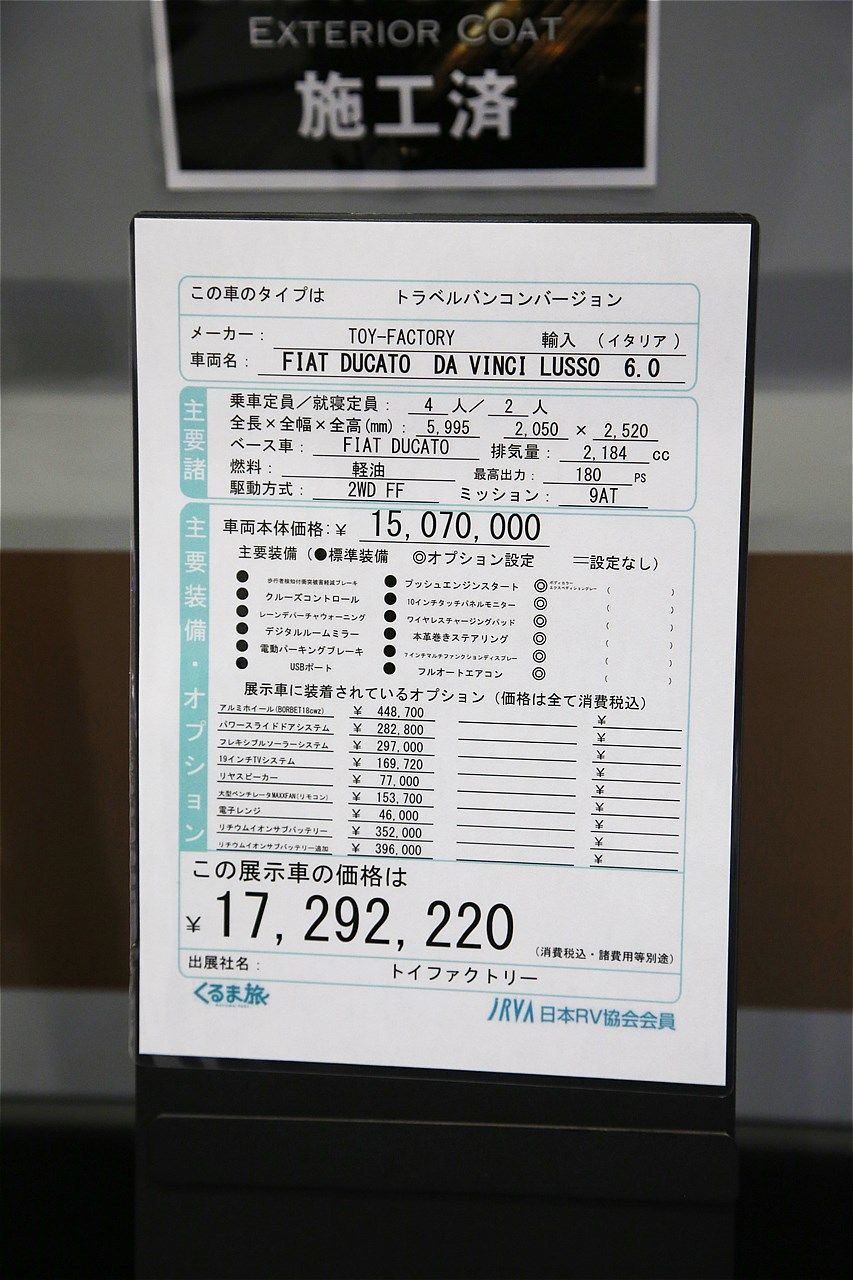 EXTERIOR COAT
施工済
この車のタイプは トラベルバンコンバージョン
メーカー: TOY-FACTORY 輸入 (イタリア)
車両名: FIAT DUCATO DA VINCI LUSSO 6.0
主要諸
乗車定員/就寝定員: 4 人/ 2 人
全長×全幅×全高(mm): 5,995 2,050 × 2,520
ベース車: FIAT DUCATO 排気量: 2,184 cc
燃料: 軽油 最高出力: 180 PS
駆動方式: 2WD FF ミッション: 9AT
主要装備・オプション
車両本体価格:¥ 15,070,000
主要装備(●標準装備 ◎オプション設定 =設定なし)
● 歩行者検知付衝突被害軽減ブレーキ ● プッシュエンジンスタート ◎ ( )
● クルーズコントロール ● 10インチタッチパネルモニター ◎ ( )
● レーンデパーチャウォーニング ● ワイヤレスチャージングパッド ◎ ( )
● デジタルルームミラー ● 本革巻きステアリング ◎ ( )
● 電動パーキングブレーキ ● 7インチマルチファンクションディスプレー ◎ ( )
● USBポート ● フルオートエアコン ◎ ( )
展示車に装着されているオプション(価格は全て消費税込)
アルミホイール(BORBET18cwz) ¥ 448,700 ¥
パワースライドドアシステム ¥ 282,800 ¥
フレキシブルソーラーシステム ¥ 297,000 ¥
19インチTVシステム ¥ 169,720 ¥
リヤスピーカー ¥ 77,000 ¥
大型ベンチレータMAXXFAN(リモコン) ¥ 153,700 ¥
電子レンジ ¥ 46,000 ¥
リチウムイオンサブバッテリー ¥ 352,000 ¥
リチウムイオンサブバッテリー追加 ¥ 396,000 ¥
この展示車の価格は
¥ 17,292,220
(消費税込・諸費用等別途)
出展社名: トイファクトリー
くるま旅
JRVA 日本RV協会会員